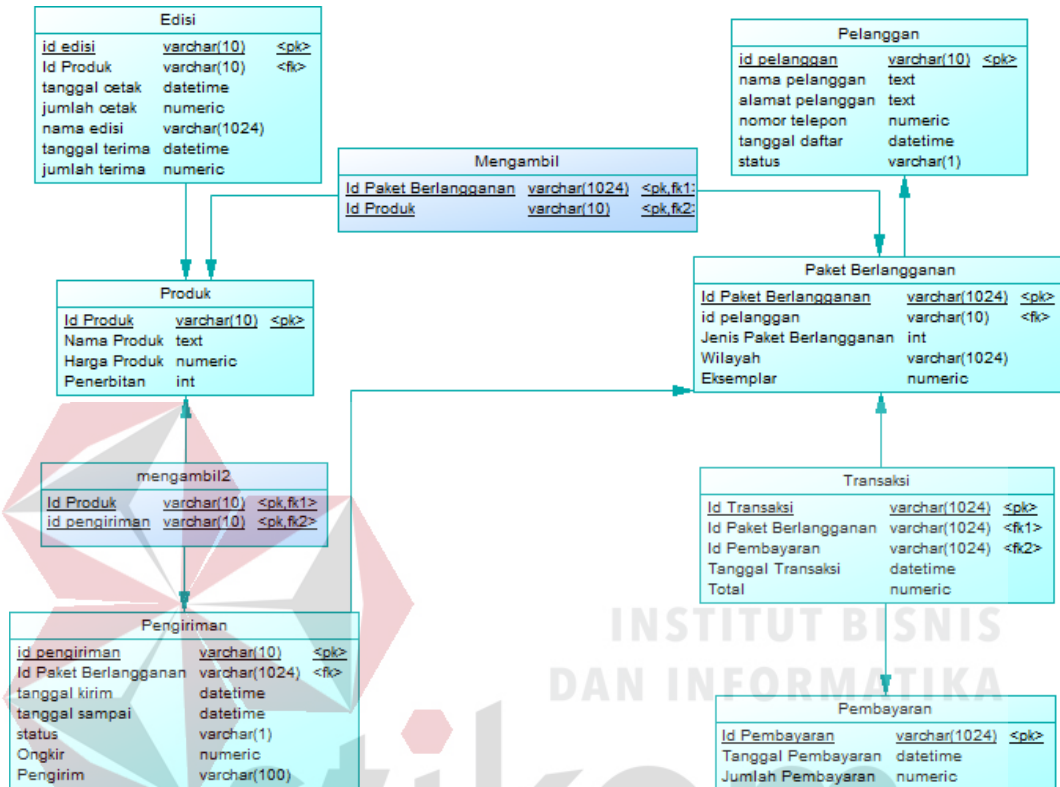 Edisi
id edisi varchar(10) <pk>
Id Produk varchar(10) <fk>
tanggal cetak datetime
jumlah cetak numeric
nama edisi varchar(1024)
tanggal terima datetime
jumlah terima numeric
Pelanggan
id pelanggan varchar(10) <pk>
nama pelanggan text
alamat pelanggan text
nomor telepon numeric
tanggal daftar datetime
status varchar(1)
Mengambil
Id Paket Berlangganan varchar(1024) <pk,fk1>
Id Produk varchar(10) <pk,fk2>
Produk
Id Produk varchar(10) <pk>
Nama Produk text
Harga Produk numeric
Penerbitan int
Paket Berlangganan
Id Paket Berlangganan varchar(1024) <pk>
id pelanggan varchar(10) <fk>
Jenis Paket Berlangganan int
Wilayah varchar(1024)
Eksemplar numeric
mengambil2
Id Produk varchar(10) <pk,fk1>
id pengiriman varchar(10) <pk,fk2>
Transaksi
Id Transaksi varchar(1024) <pk>
Id Paket Berlangganan varchar(1024) <fk1>
Id Pembayaran varchar(1024) <fk2>
Tanggal Transaksi datetime
Total numeric
Pengiriman
id pengiriman varchar(10) <pk>
Id Paket Berlangganan varchar(1024) <fk>
tanggal kirim datetime
tanggal sampai datetime
status varchar(1)
Ongkir numeric
Pengirim varchar(100)
INSTITUT BISNIS
DAN INFORMATIKA
Pembayaran
Id Pembayaran varchar(1024) <pk>
Tanggal Pembayaran datetime
Jumlah Pembayaran numeric